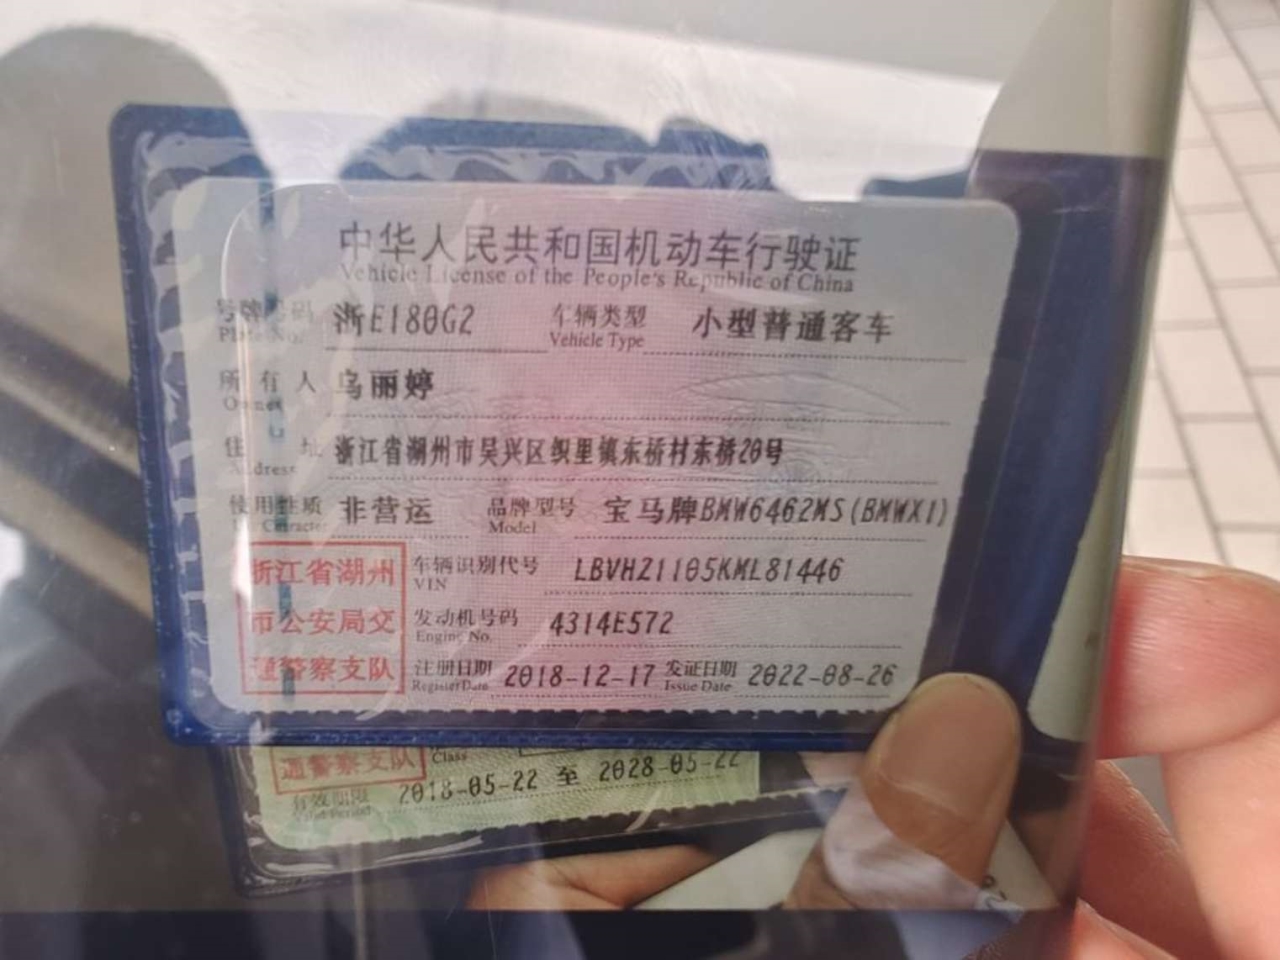 中华人民共和国机动车行驶证
Vehicle License of the People's Republic of China
号牌号码 浙E180G2 车辆类型 小型普通客车
Plate No. Vehicle Type
所有人 乌丽婷
Owner
住址 浙江省湖州市吴兴区织里镇东桥村东桥20号
Address
使用性质 非营运 品牌型号 宝马牌BMW6462MS(BMWX1)
Character Model
浙江省湖州 车辆识别代号 LBVHZ1105KML81446
VIN
市公安局交 发动机号码 4314E572
Engine No.
通警察支队 注册日期 2018-12-17 发证日期 2022-08-26
Register Date Issue Date
通警察支队 Class
有效期限 2018-05-22 至 2028-05-22
Valid Period